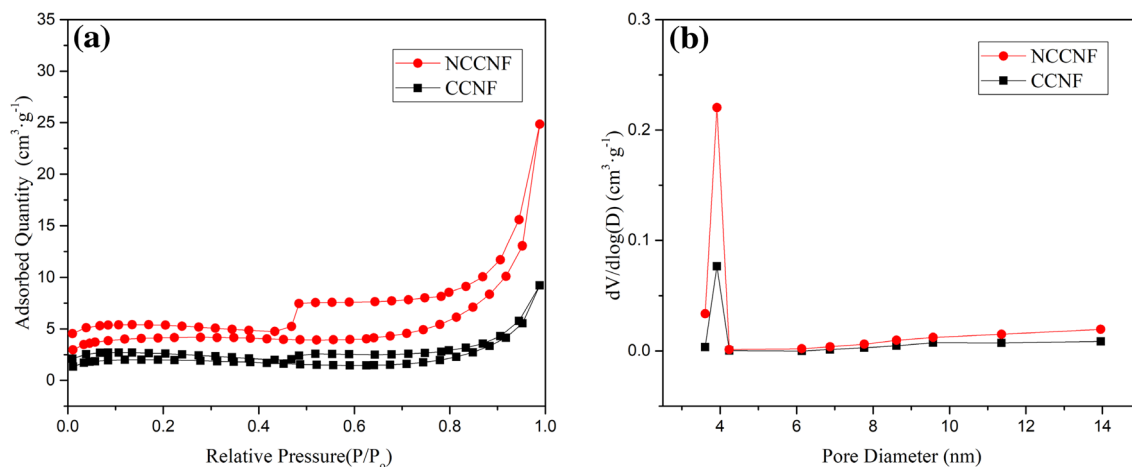 (a)
NCCNF
CCNF
35
30
25
20
15
10
5
0
Adsorbed Quantity (cm³·g⁻¹)
0.0 0.2 0.4 0.6 0.8 1.0
Relative Pressure(P/P₀)
(b)
NCCNF
CCNF
0.3
0.2
0.1
0.0
dV/dlog(D) (cm³·g⁻¹)
4 6 8 10 12 14
Pore Diameter (nm)